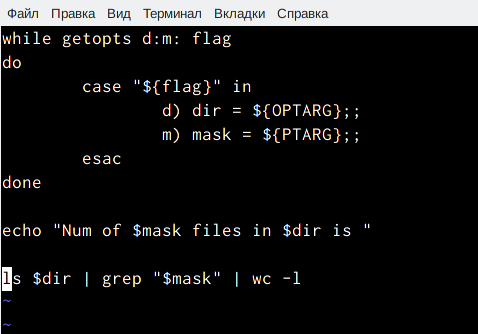 Файл Правка Вид Терминал Вкладки Справка
while getopts d:m: flag
do
case "${flag}" in
d) dir = ${OPTARG};;
m) mask = ${PTARG};;
esac
done
echo "Num of $mask files in $dir is "
ls $dir | grep "$mask" | wc -l
~
~